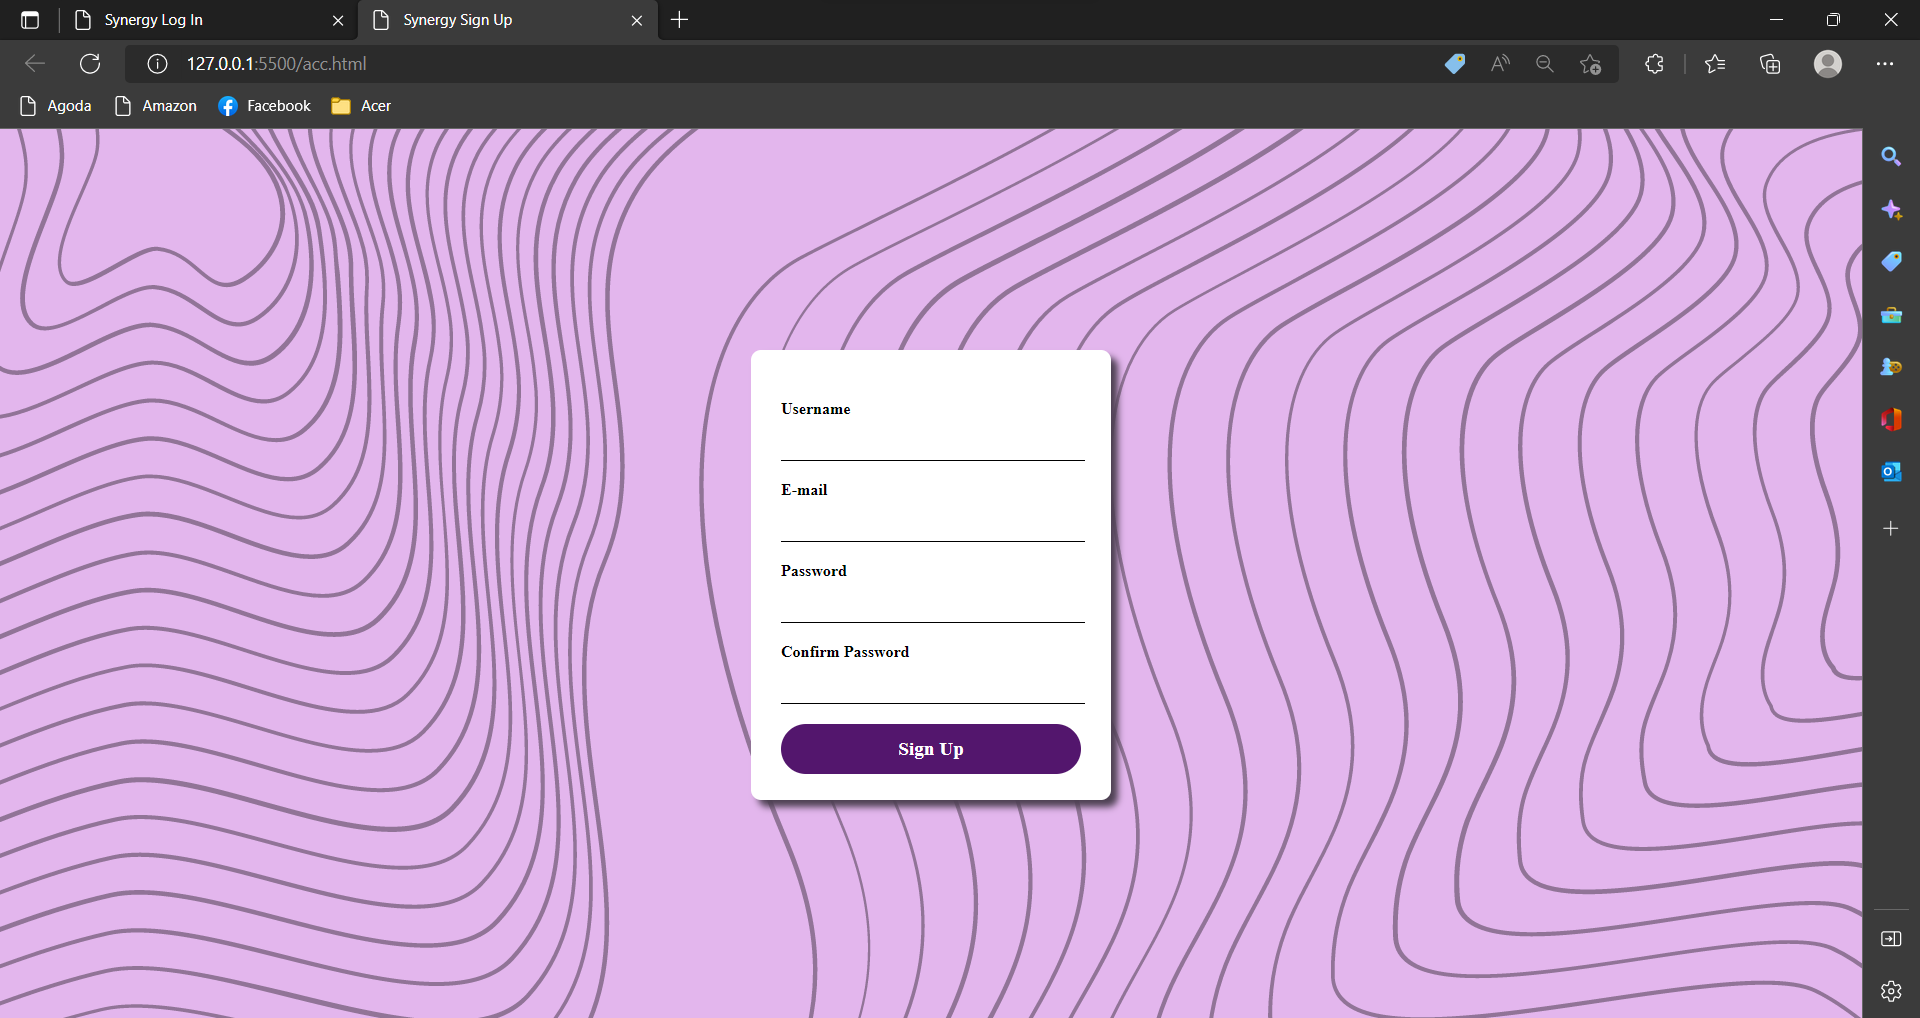 Synergy Log In
Synergy Sign Up
127.0.0.1:5500/acc.html
Agoda
Amazon
Facebook
Acer
Username
E-mail
Password
Confirm Password
Sign Up